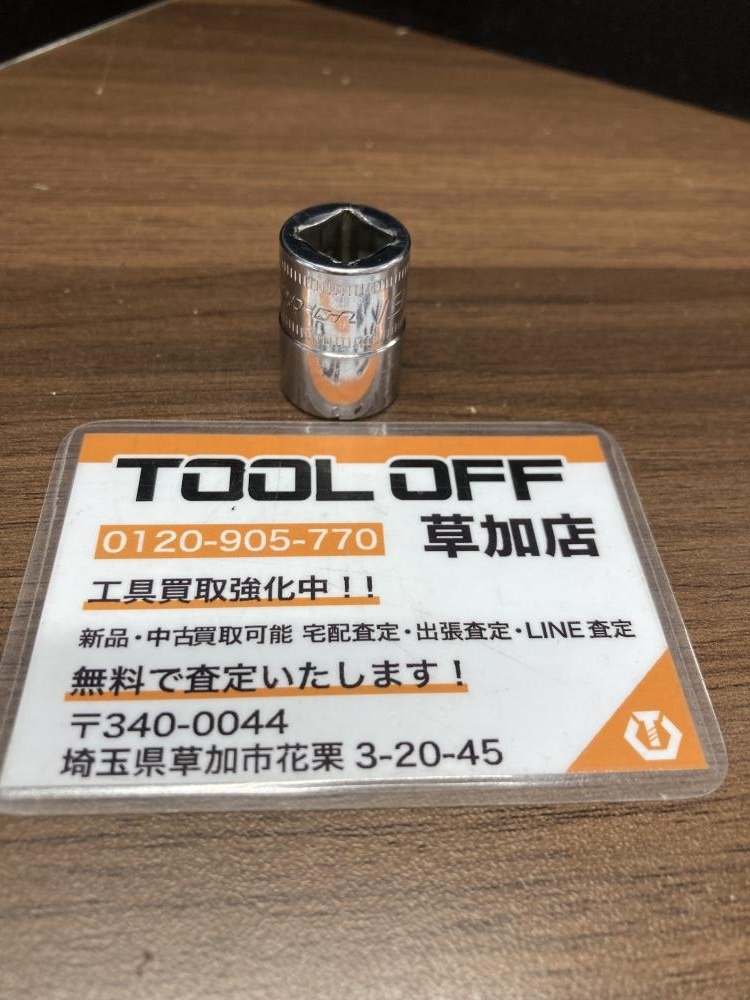 TOOL OFF
0120-905-770 草加店
工具買取強化中！！
新品・中古買取可能 宅配査定・出張査定・LINE査定
無料で査定いたします！
〒340-0044
埼玉県草加市花栗 3-20-45